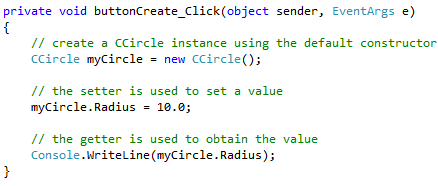 private void buttonCreate_Click(object sender, EventArgs e)
{
    // create a CCircle instance using the default constructor
    CCircle myCircle = new CCircle();

    // the setter is used to set a value
    myCircle.Radius = 10.0;

    // the getter is used to obtain the value
    Console.WriteLine(myCircle.Radius);
}